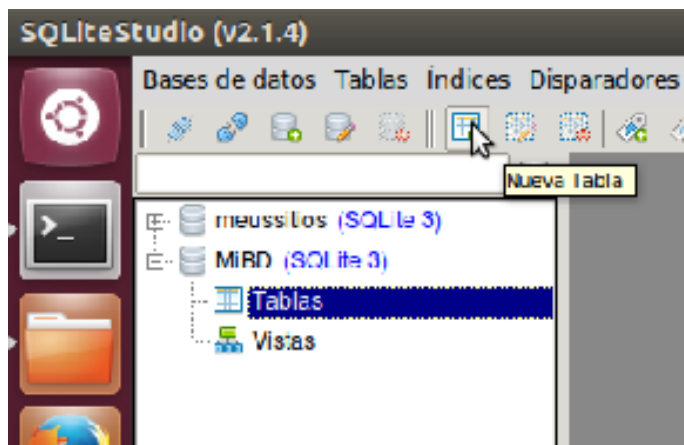 SQLiteStudio (v2.1.4)
Bases de datos Tablas Índices Disparadores
Nueva Tabla
meussitios (SQLite 3)
MiBD (SQLite 3)
Tablas
Vistas